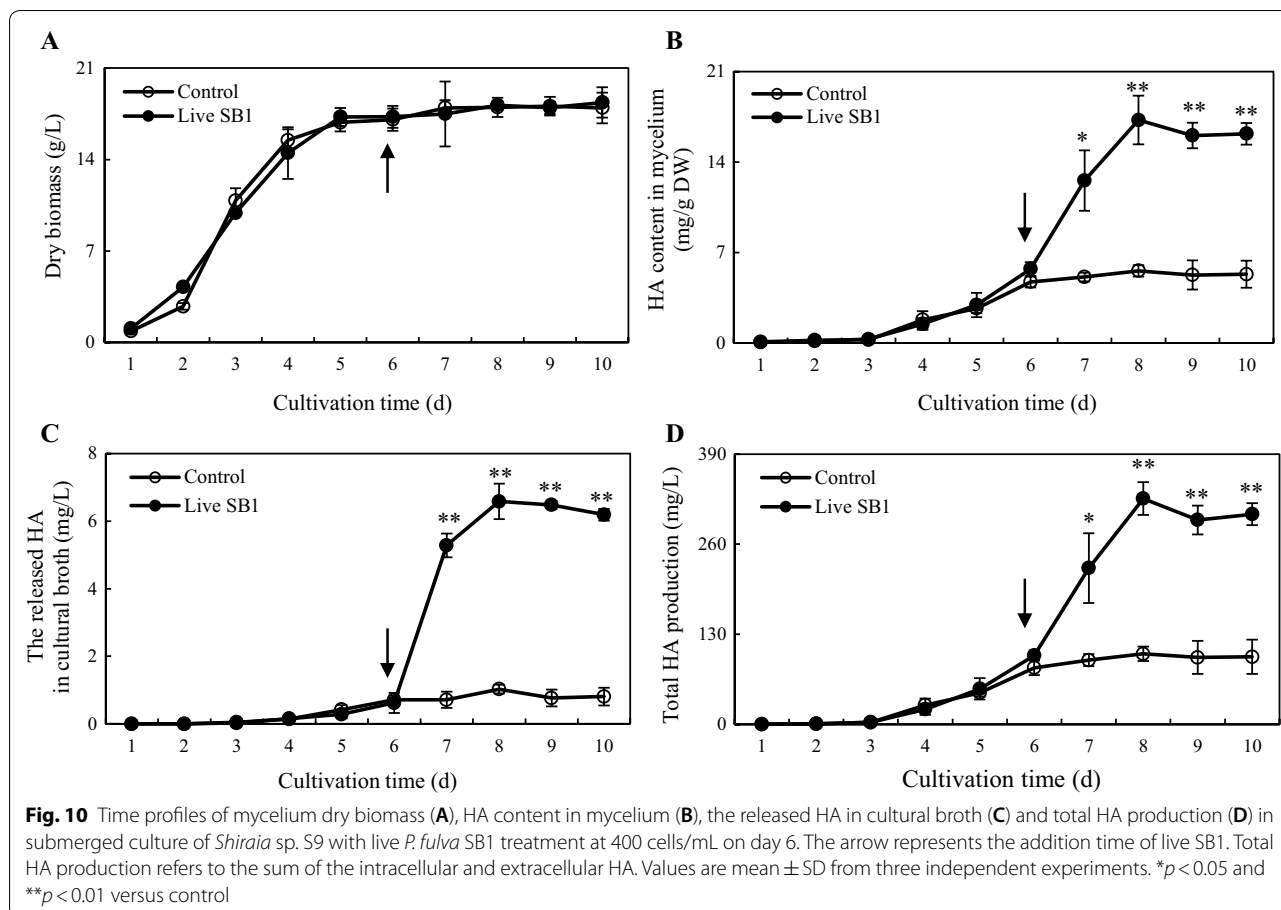 A
21
14
7
0
Dry biomass (g/L)
Control
Live SB1
1 2 3 4 5 6 7 8 9 10
Cultivation time (d)
B
21
14
7
0
HA content in mycelium
(mg/g DW)
Control
Live SB1
* ** ** **
1 2 3 4 5 6 7 8 9 10
Cultivation time (d)
C
8
6
4
2
0
The released HA
in cultural broth (mg/L)
Control
Live SB1
** ** ** **
1 2 3 4 5 6 7 8 9 10
Cultivation time (d)
D
390
260
130
0
Total HA production (mg/L)
Control
Live SB1
* ** ** **
1 2 3 4 5 6 7 8 9 10
Cultivation time (d)
Fig. 10 Time profiles of mycelium dry biomass (A), HA content in mycelium (B), the released HA in cultural broth (C) and total HA production (D) in
submerged culture of Shiraia sp. S9 with live P. fulva SB1 treatment at 400 cells/mL on day 6. The arrow represents the addition time of live SB1. Total
HA production refers to the sum of the intracellular and extracellular HA. Values are mean ± SD from three independent experiments. *p < 0.05 and
**p < 0.01 versus control